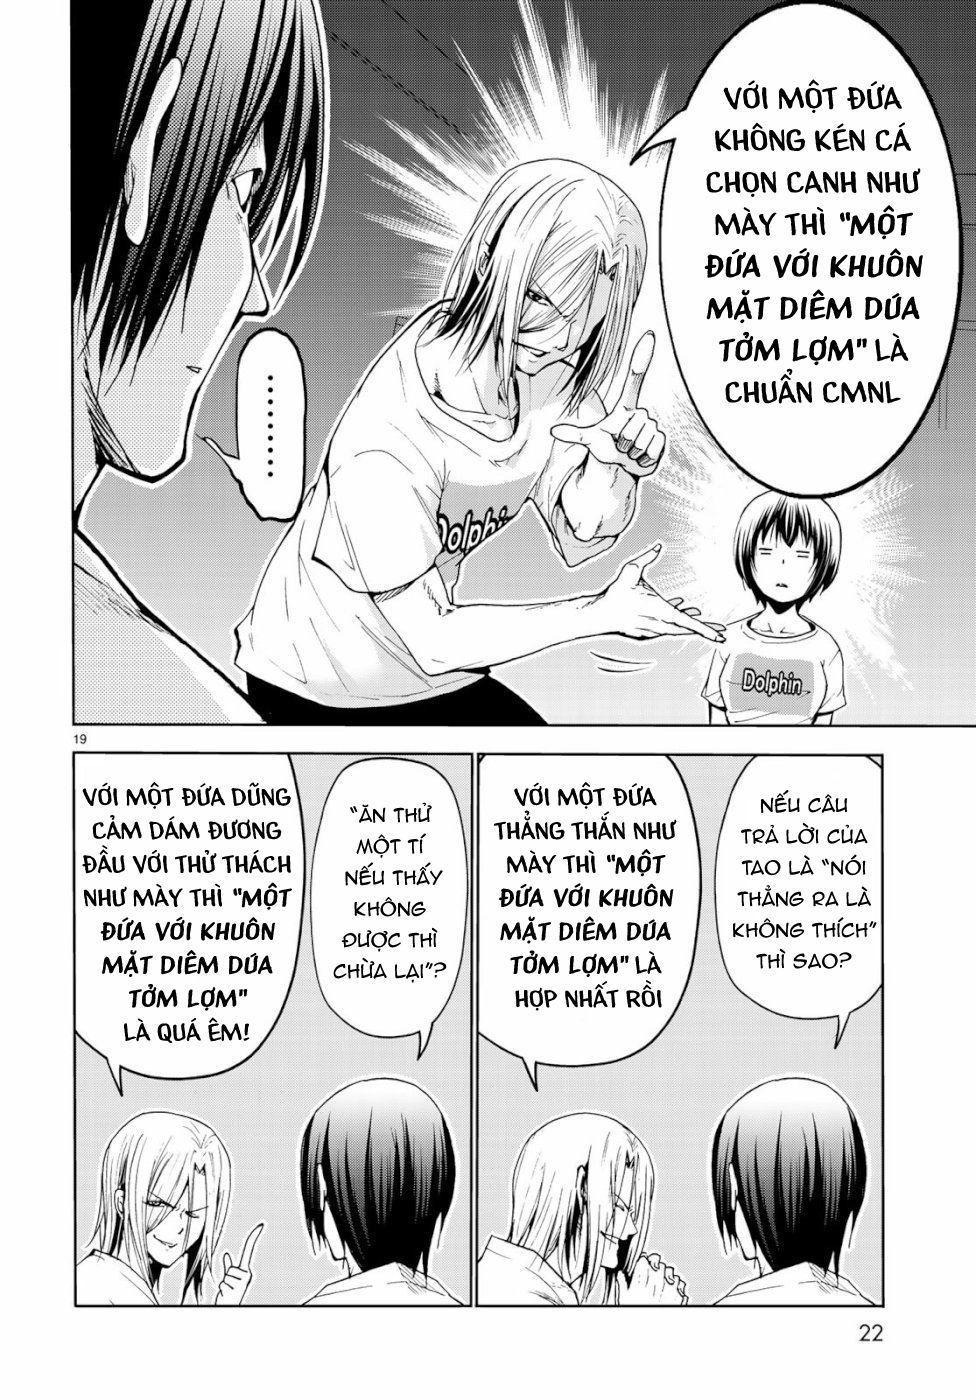 VỚI MỘT ĐỨA
KHÔNG KÉN CÁ
CHỌN CANH NHƯ
MÀY THÌ "MỘT
ĐỨA VỚI KHUÔN
MẶT DIÊM DÚA
TỞM LỢM" LÀ
CHUẨN CMNL
........
Dolphin
Dolphin
19
NẾU CÂU
TRẢ LỜI CỦA
TAO LÀ "NÓI
THẲNG RA LÀ
KHÔNG THÍCH"
THÌ SAO?
VỚI MỘT ĐỨA
THẲNG THẮN NHƯ
MÀY THÌ "MỘT
ĐỨA VỚI KHUÔN
MẶT DIÊM DÚA
TỞM LỢM" LÀ
HỢP NHẤT RỒI
"ĂN THỬ
MỘT TÍ
NẾU THẤY
KHÔNG
ĐƯỢC THÌ
CHỪA LẠI"?
VỚI MỘT ĐỨA DŨNG
CẢM DÁM ĐƯƠNG
ĐẦU VỚI THỬ THÁCH
NHƯ MÀY THÌ "MỘT
ĐỨA VỚI KHUÔN
MẶT DIÊM DÚA
TỞM LỢM"
LÀ QUÁ ÊM!
22